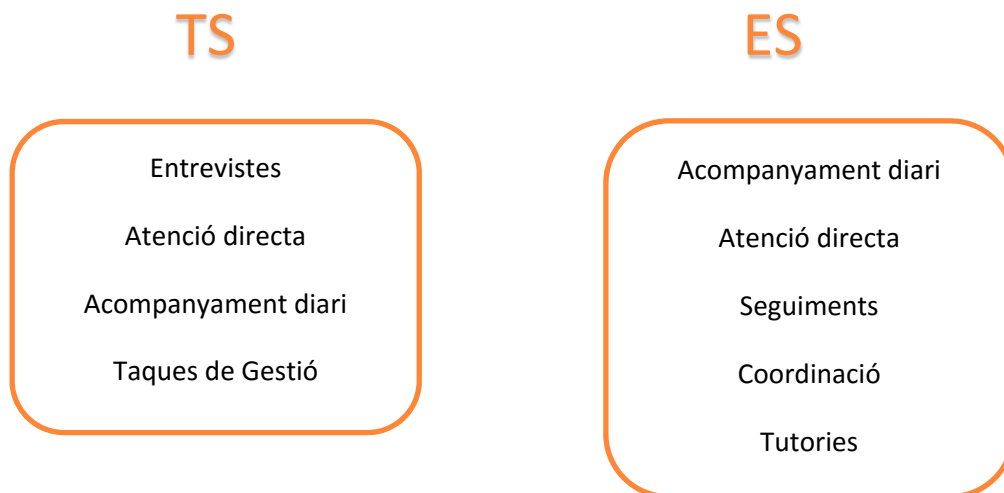 TS
Entrevistes
Atenció directa
Acompanyament diari
Taques de Gestió
ES
Acompanyament diari
Atenció directa
Seguiments
Coordinació
Tutories